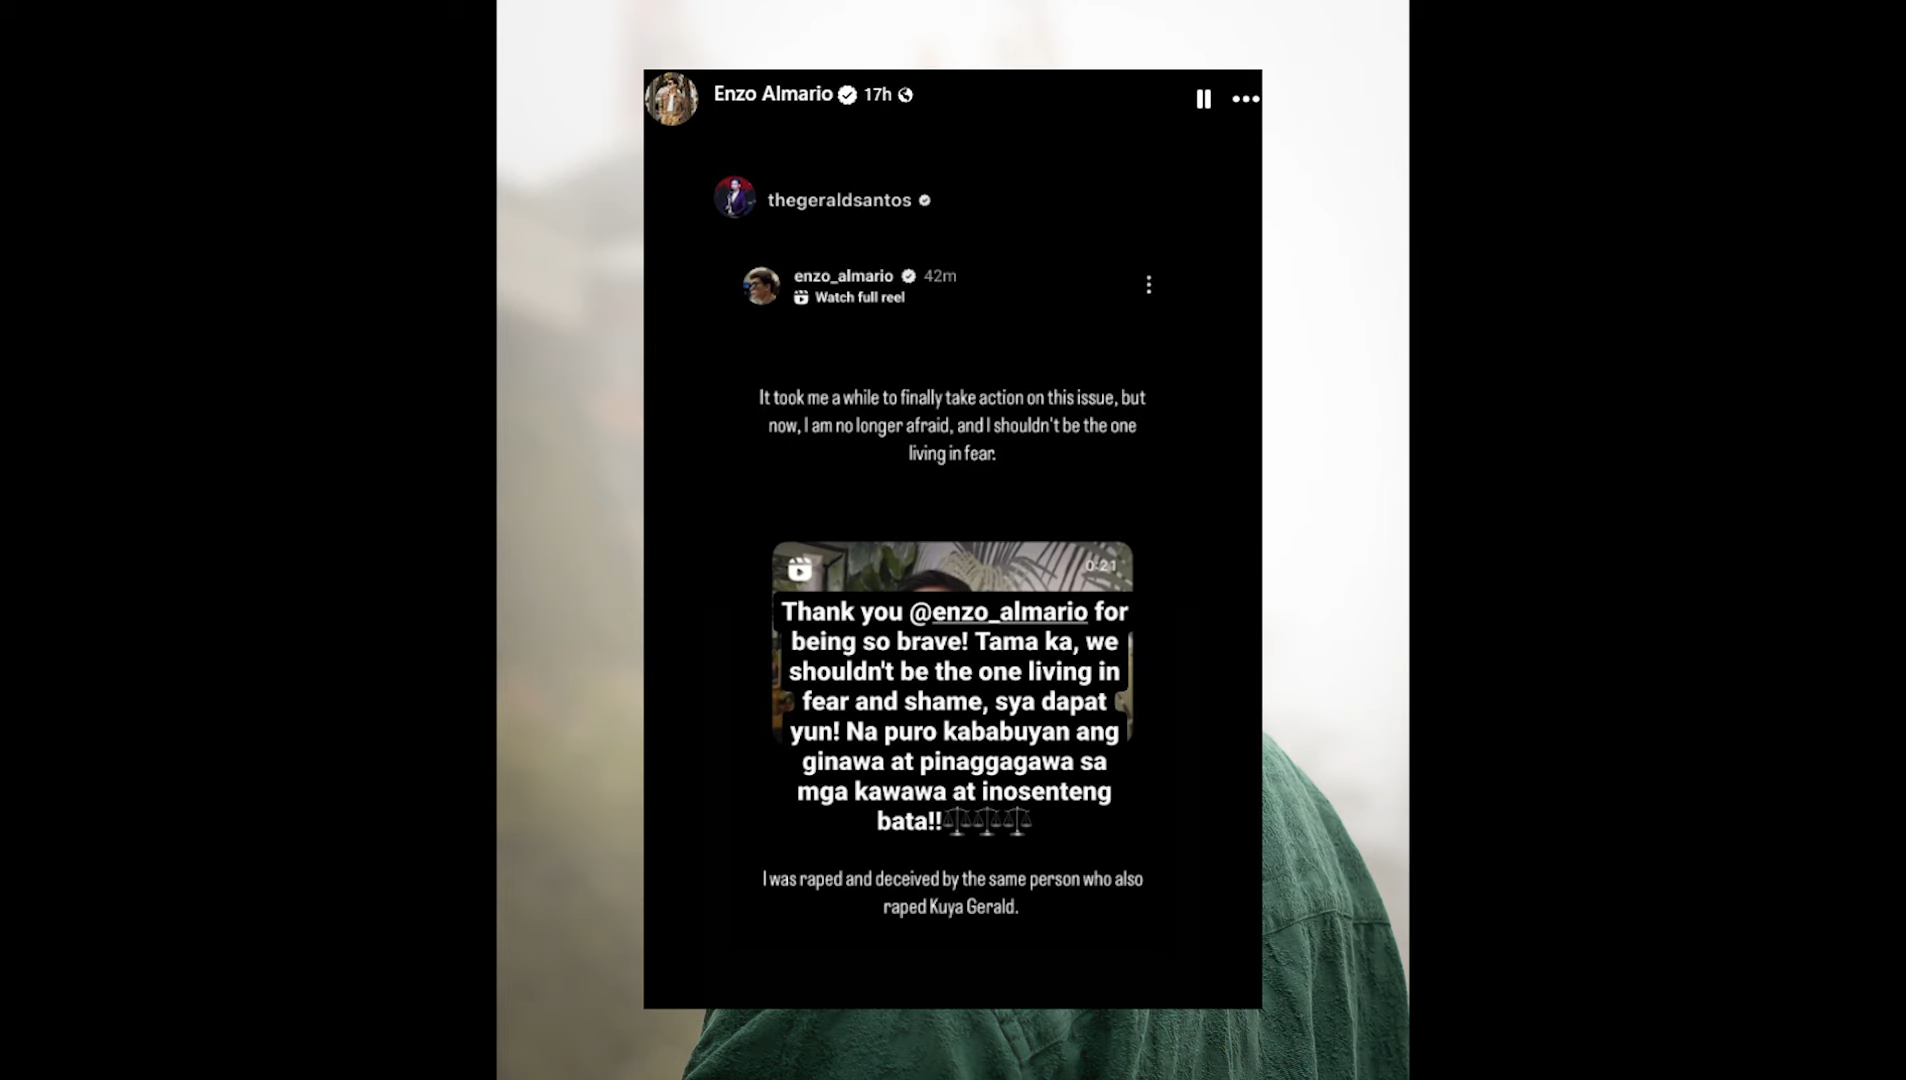 Enzo Almario 17h
thegeraldsantos
enzo_almario 42m
Watch full reel
It took me a while to finally take action on this issue, but
now, I am no longer afraid, and I shouldn't be the one
living in fear.
0:21
Thank you @enzo_almario for
being so brave! Tama ka, we
shouldn't be the one living in
fear and shame, sya dapat
yun! Na puro kababuyan ang
ginawa at pinaggagawa sa
mga kawawa at inosenteng
bata!!
I was raped and deceived by the same person who also
raped Kuya Gerald.